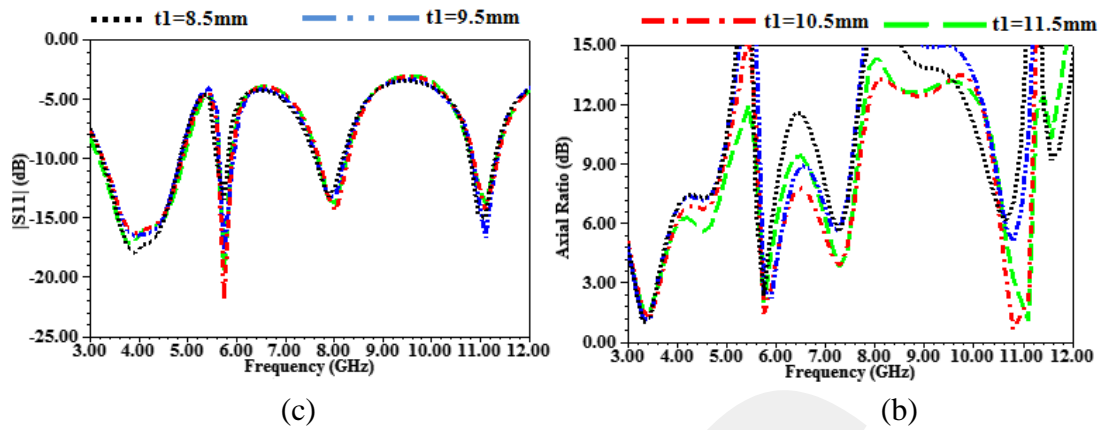 t1=8.5mm t1=9.5mm t1=10.5mm t1=11.5mm
0.00
-5.00
-10.00
-15.00
-20.00
-25.00
|S11| (dB)
3.00 4.00 5.00 6.00 7.00 8.00 9.00 10.00 11.00 12.00
Frequency (GHz)
(c)
15.00
12.00
9.00
6.00
3.00
0.00
Axial Ratio (dB)
3.00 4.00 5.00 6.00 7.00 8.00 9.00 10.00 11.00 12.00
Frequency (GHz)
(b)